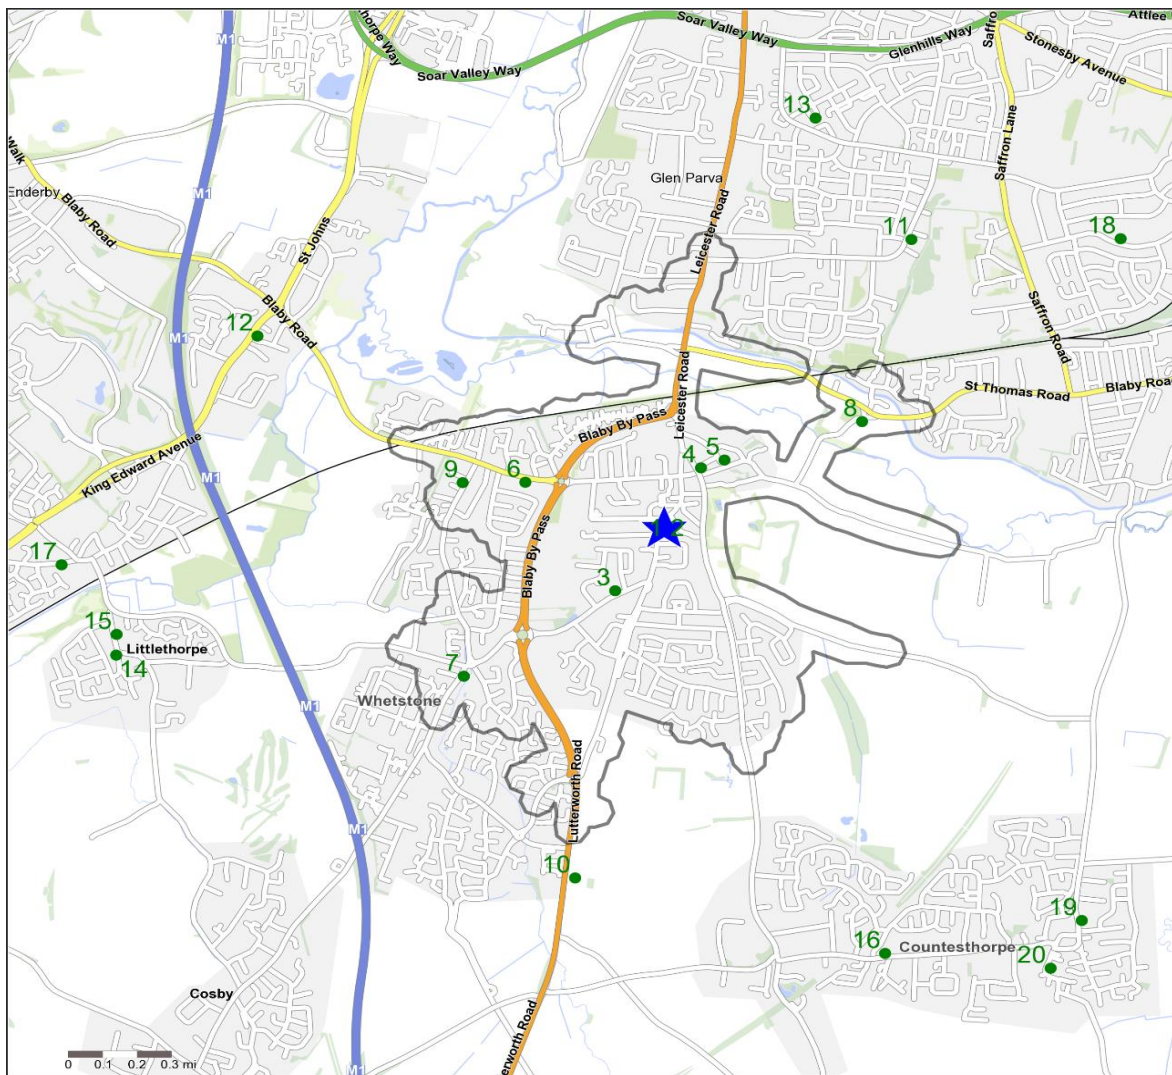 Soar Valley Way
Attlee
thorpe Way
Glenhills Way
Saffron
Stonesby Avenue
Soar Valley Way
M1
13
Walk
Saffron Lane
Enderby
Blaby Road
M1
Glen Parva
Leicester Road
St Johns
11
18
Blaby Road
12
M1
Saffron Road
Leicester Road
St Thomas Road
Blaby Road
8
Blaby By Pass
King Edward Avenue
M1
4
5
9
6
Blaby By Pass
17
3
15
Littlethorpe
14
7
Whetstone
M1
Lutterworth Road
M1
10
19
16
Countesthorpe
20
Cosby
Lutterworth Road
0 0.1 0.2 0.3 mi
M1